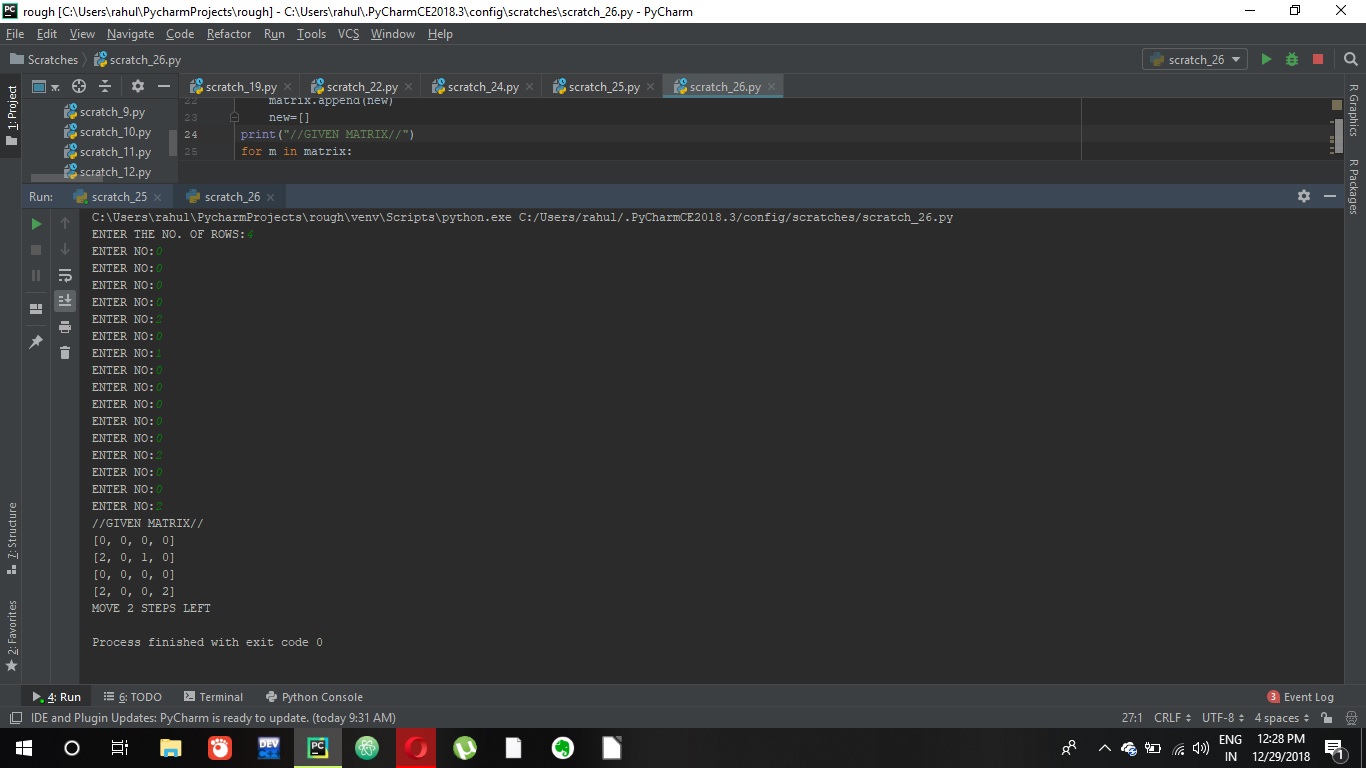 rough [C:\Users\rahul\PycharmProjects\rough] - C:\Users\rahul\.PyCharmCE2018.3\config\scratches\scratch_26.py - PyCharm
File Edit View Navigate Code Refactor Run Tools VCS Window Help
Scratches scratch_26.py scratch_26
1: Project
scratch_19.py scratch_22.py scratch_24.py scratch_25.py scratch_26.py
scratch_9.py
scratch_10.py
scratch_11.py
scratch_12.py
22 matrix.append(new)
23 new=[]
24 print("//GIVEN MATRIX//")
25 for m in matrix:
R Graphics
R Packages
Run: scratch_25 scratch_26
C:\Users\rahul\PycharmProjects\rough\venv\Scripts\python.exe C:/Users/rahul/.PyCharmCE2018.3/config/scratches/scratch_26.py
ENTER THE NO. OF ROWS:4
ENTER NO:0
ENTER NO:0
ENTER NO:0
ENTER NO:0
ENTER NO:2
ENTER NO:0
ENTER NO:1
ENTER NO:0
ENTER NO:0
ENTER NO:0
ENTER NO:0
ENTER NO:0
ENTER NO:2
ENTER NO:0
ENTER NO:0
ENTER NO:2
//GIVEN MATRIX//
[0, 0, 0, 0]
[2, 0, 1, 0]
[0, 0, 0, 0]
[2, 0, 0, 2]
MOVE 2 STEPS LEFT
Process finished with exit code 0
7: Structure
2: Favorites
4: Run 6: TODO Terminal Python Console 3 Event Log
IDE and Plugin Updates: PyCharm is ready to update. (today 9:31 AM) 27:1 CRLF UTF-8 4 spaces
DEV C++ PC ENG 12:28 PM
IN 12/29/2018 1